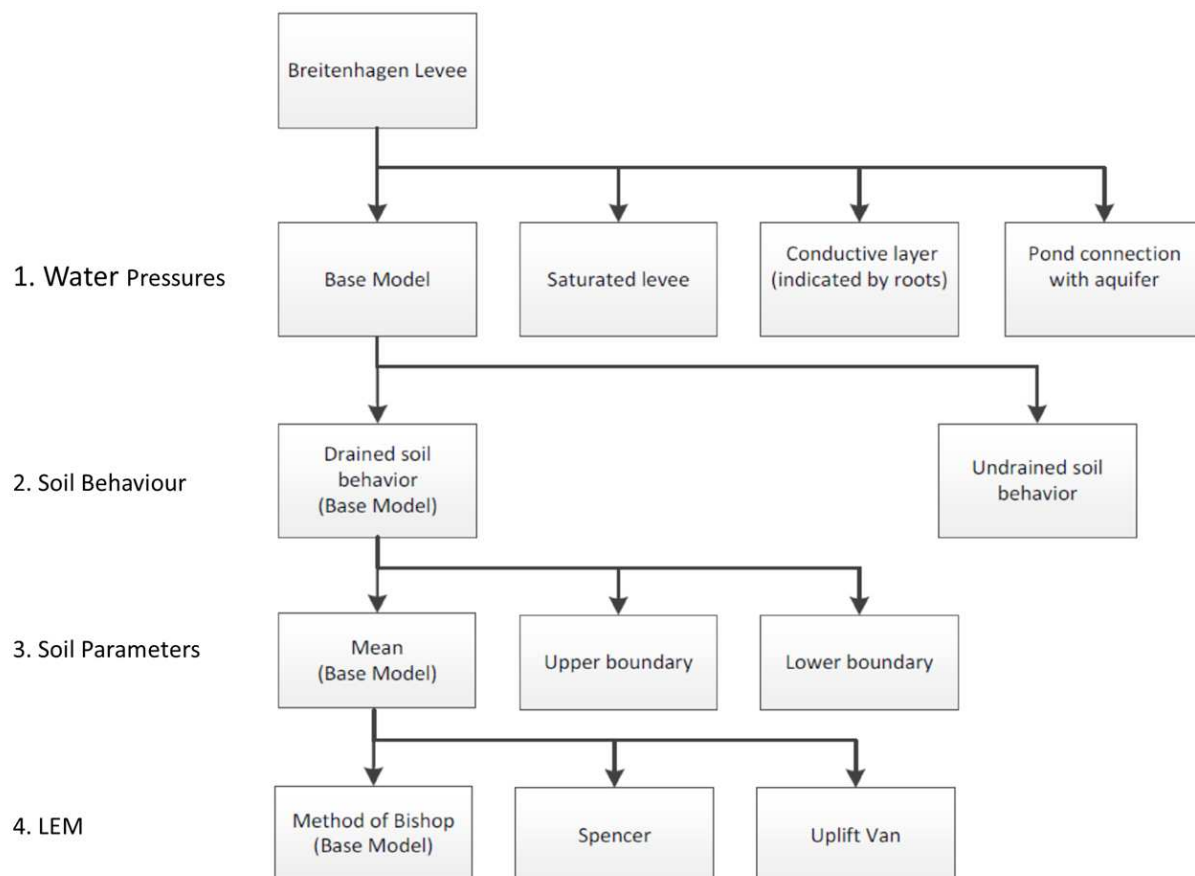 Breitenhagen Levee
1. Water Pressures
Base Model
Saturated levee
Conductive layer
(indicated by roots)
Pond connection
with aquifer
2. Soil Behaviour
Drained soil
behavior
(Base Model)
Undrained soil
behavior
3. Soil Parameters
Mean
(Base Model)
Upper boundary
Lower boundary
4. LEM
Method of Bishop
(Base Model)
Spencer
Uplift Van